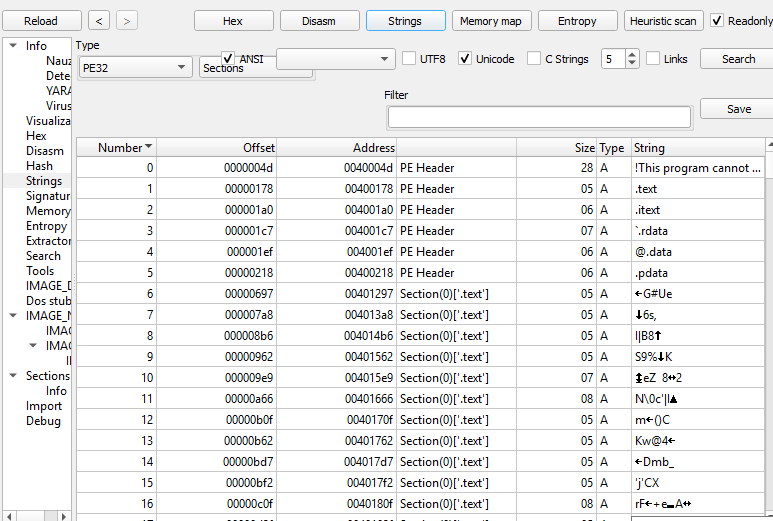 Reload < > Hex Disasm Strings Memory map Entropy Heuristic scan Readonly
Info
Nauz
Dete
YARA
Virus
Visualiza
Hex
Disasm
Hash
Strings
Signatur
Memory
Entropy
Extractor
Search
Tools
IMAGE_D
Dos stub
IMAGE_N
IMAG
IMAG
I
Sections
Info
Import
Debug
Type
PE32 Sections ANSI UTF8 Unicode C Strings 5 Links Search
Filter
Save
Number Offset Address Size Type String
0 0000004d 0040004d PE Header 28 A !This program cannot ...
1 00000178 00400178 PE Header 05 A .text
2 000001a0 004001a0 PE Header 06 A .itext
3 000001c7 004001c7 PE Header 07 A `.rdata
4 000001ef 004001ef PE Header 06 A @.data
5 00000218 00400218 PE Header 06 A .pdata
6 00000697 00401297 Section(0)['.text'] 05 A ←G#Ue
7 000007a8 004013a8 Section(0)['.text'] 05 A ↓6s,
8 000008b6 004014b6 Section(0)['.text'] 05 A l|B8↑
9 00000962 00401562 Section(0)['.text'] 05 A S9%↓K
10 000009e9 004015e9 Section(0)['.text'] 07 A ↨eZ 8↔2
11 00000a66 00401666 Section(0)['.text'] 08 A N\0c'|l▲
12 00000b0f 0040170f Section(0)['.text'] 05 A m←()C
13 00000b62 00401762 Section(0)['.text'] 05 A Kw@4←
14 00000bd7 004017d7 Section(0)['.text'] 05 A ←Dmb_
15 00000bf2 004017f2 Section(0)['.text'] 05 A 'j'CX
16 00000c0f 0040180f Section(0)['.text'] 08 A rF←+e▬A↔